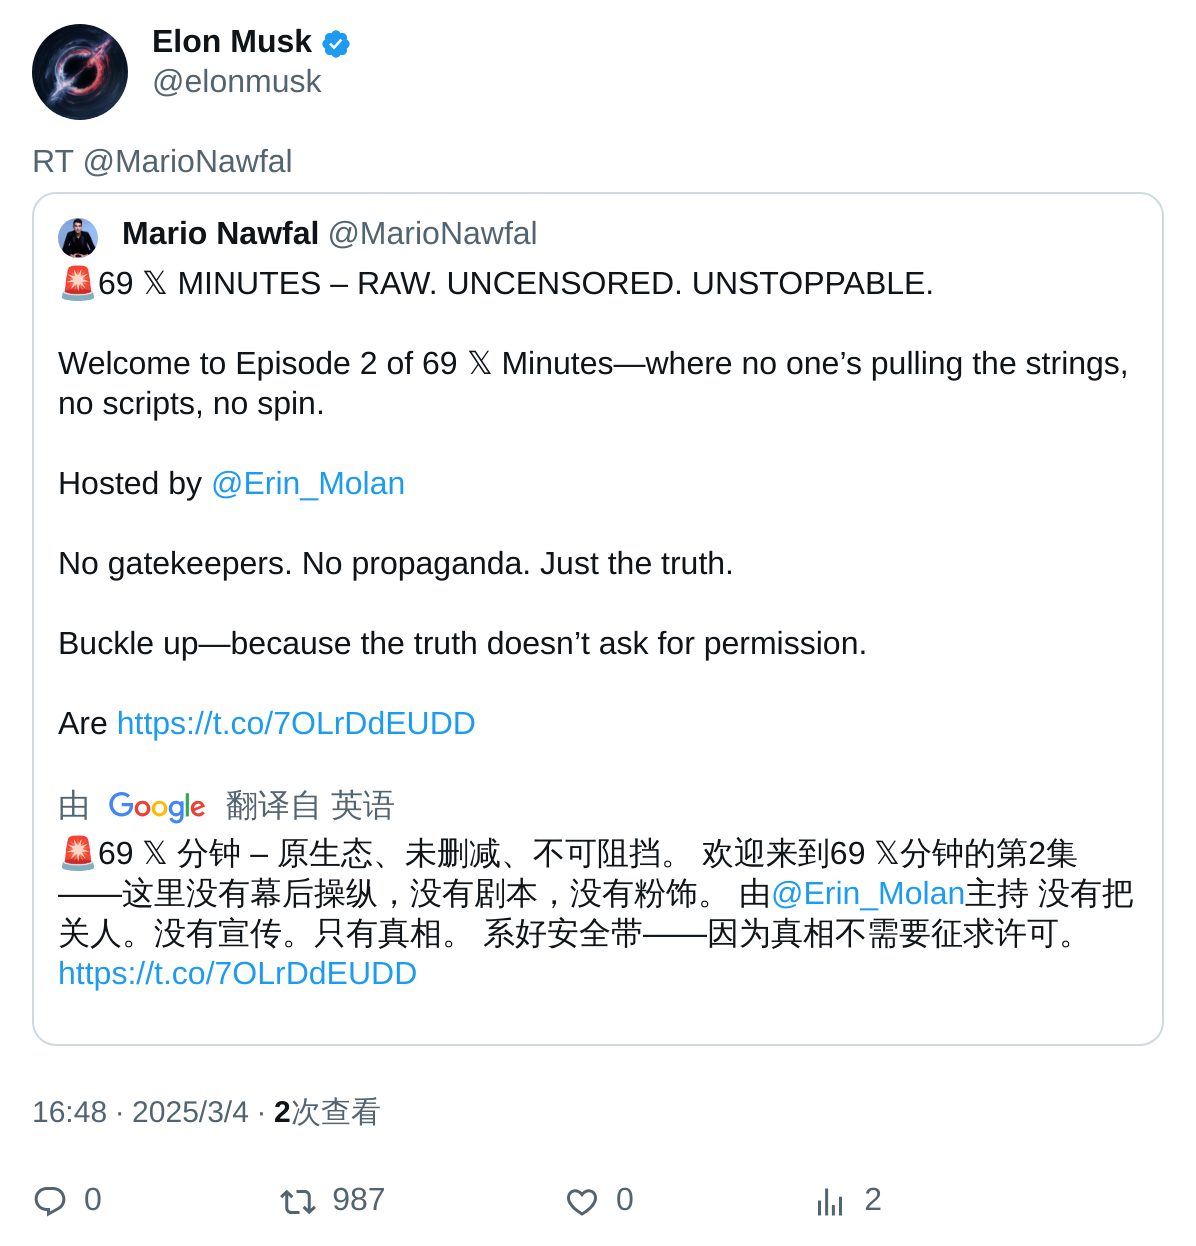 Elon Musk
@elonmusk
RT @MarioNawfal
Mario Nawfal @MarioNawfal
🚨69 𝕏 MINUTES – RAW. UNCENSORED. UNSTOPPABLE.
Welcome to Episode 2 of 69 𝕏 Minutes—where no one’s pulling the strings,
no scripts, no spin.
Hosted by @Erin_Molan
No gatekeepers. No propaganda. Just the truth.
Buckle up—because the truth doesn’t ask for permission.
Are https://t.co/7OLrDdEUDD
由 Google 翻译自 英语
🚨69 𝕏 分钟 – 原生态、未删减、不可阻挡。 欢迎来到69 𝕏分钟的第2集
——这里没有幕后操纵，没有剧本，没有粉饰。 由@Erin_Molan主持 没有把
关人。没有宣传。只有真相。 系好安全带——因为真相不需要征求许可。
https://t.co/7OLrDdEUDD
16:48 · 2025/3/4 · 2次查看
0 987 0 2